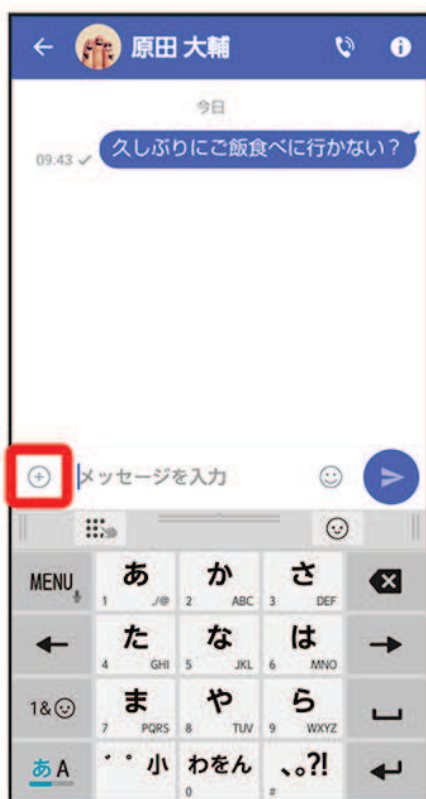 原田 大輔
今日
久しぶりにご飯食べに行かない？
09:43
メッセージを入力
MENU
あ
1 ./@
か
2 ABC
さ
3 DEF
た
4 GHI
な
5 JKL
は
6 MNO
1&
ま
7 PQRS
や
8 TUV
ら
9 WXYZ
あA
゛゜小
わをん
0
、。?!
#